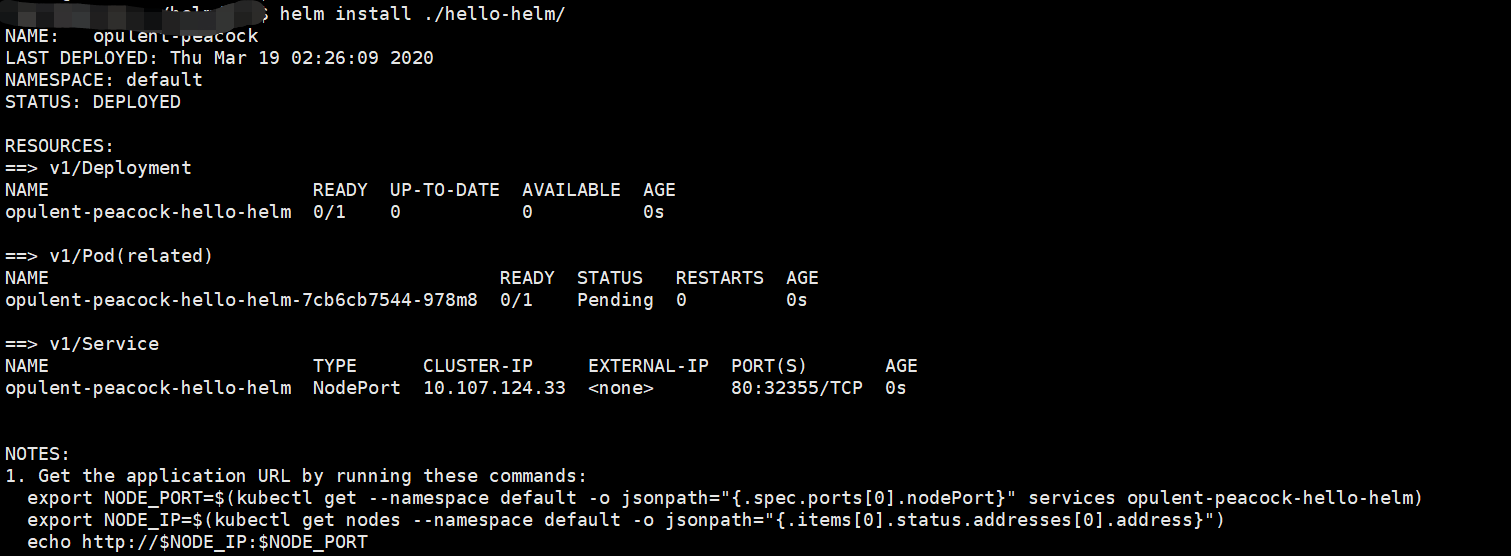 $ helm install ./hello-helm/
NAME:   opulent-peacock
LAST DEPLOYED: Thu Mar 19 02:26:09 2020
NAMESPACE: default
STATUS: DEPLOYED
RESOURCES:
==> v1/Deployment
NAME                        READY  UP-TO-DATE  AVAILABLE  AGE
opulent-peacock-hello-helm  0/1    0           0          0s
==> v1/Pod(related)
NAME                                         READY  STATUS   RESTARTS  AGE
opulent-peacock-hello-helm-7cb6cb7544-978m8  0/1    Pending  0         0s
==> v1/Service
NAME                        TYPE      CLUSTER-IP     EXTERNAL-IP  PORT(S)       AGE
opulent-peacock-hello-helm  NodePort  10.107.124.33  <none>       80:32355/TCP  0s
NOTES:
1. Get the application URL by running these commands:
  export NODE_PORT=$(kubectl get --namespace default -o jsonpath="{.spec.ports[0].nodePort}" services opulent-peacock-hello-helm)
  export NODE_IP=$(kubectl get nodes --namespace default -o jsonpath="{.items[0].status.addresses[0].address}")
  echo http://$NODE_IP:$NODE_PORT